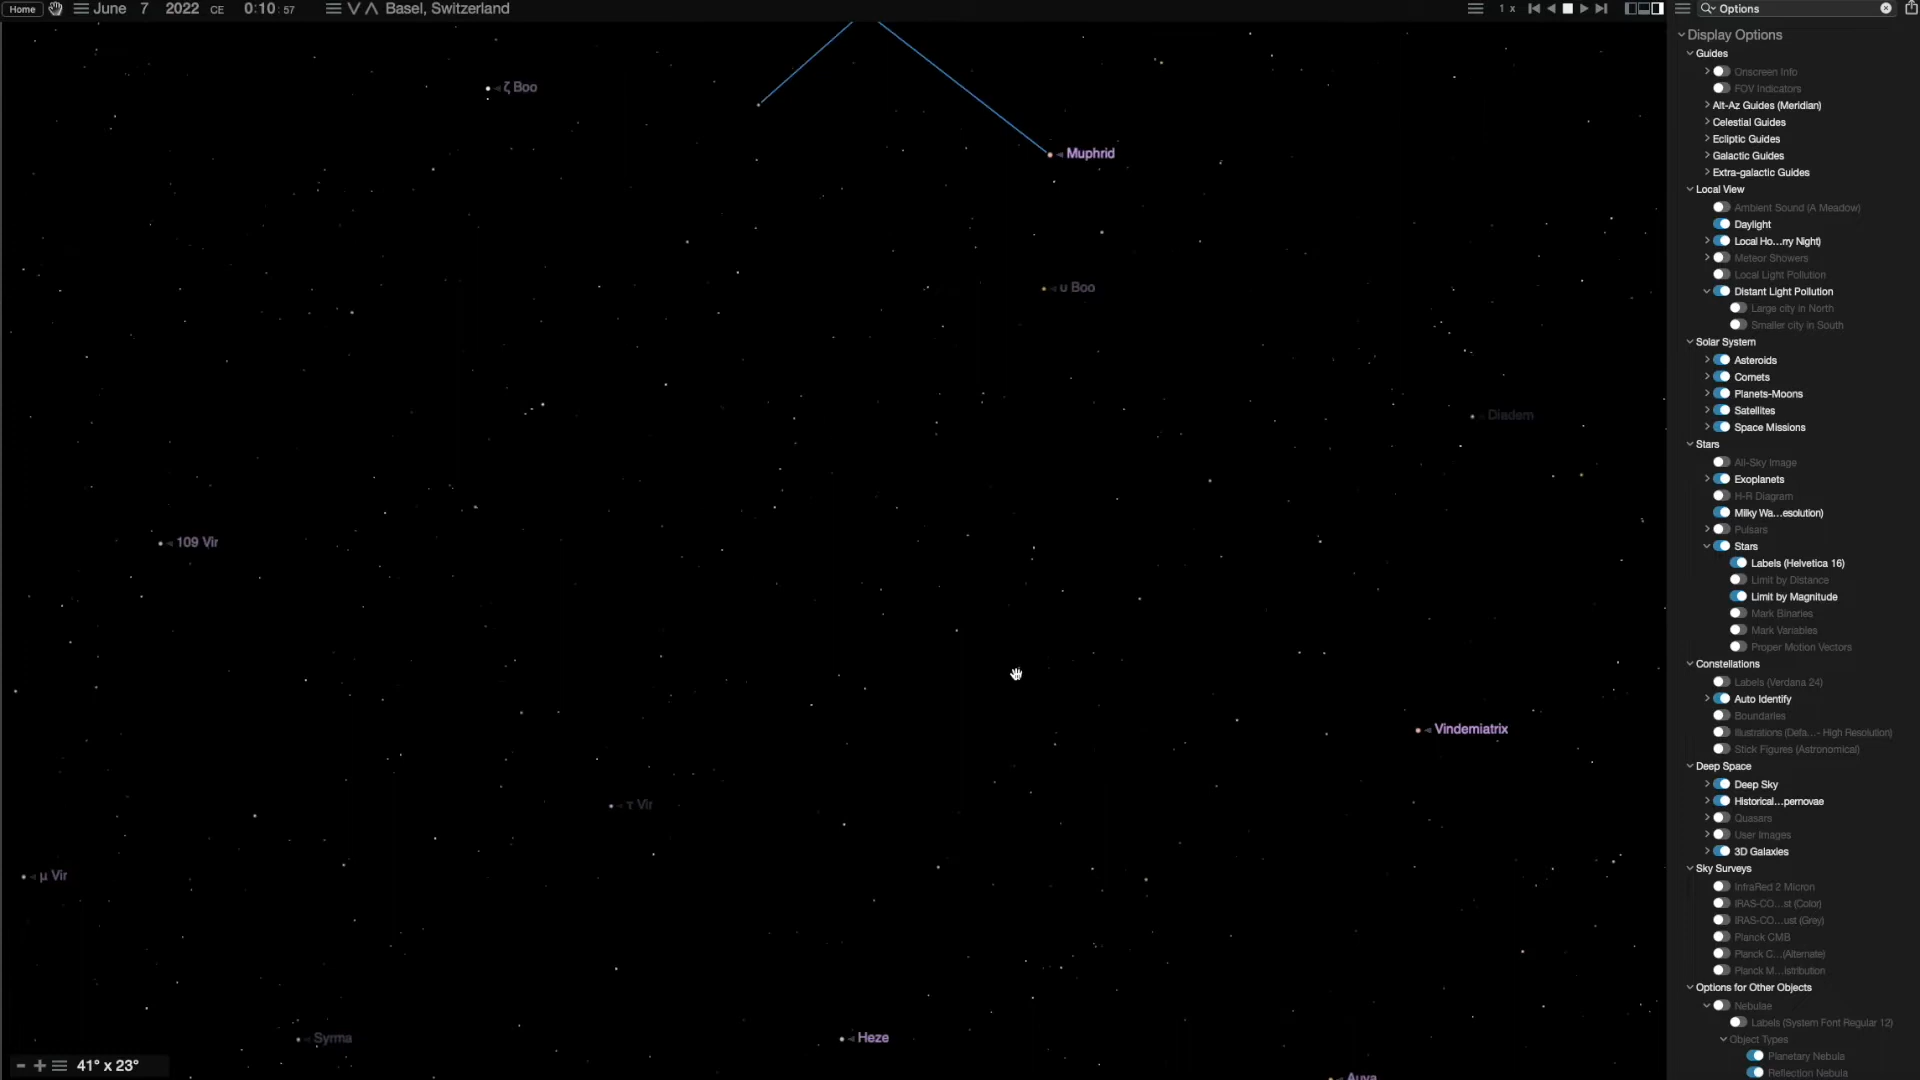 Home June 7 2022 CE 0:10:57 Basel, Switzerland 1 x Options
Display Options
Guides
Onscreen Info
FOV Indicators
Alt-Az Guides (Meridian)
Celestial Guides
Ecliptic Guides
Galactic Guides
Extra-galactic Guides
Local View
Ambient Sound (A Meadow)
Daylight
Local Ho...rry Night)
Meteor Showers
Local Light Pollution
Distant Light Pollution
Large city in North
Smaller city in South
Solar System
Asteroids
Comets
Planets-Moons
Satellites
Space Missions
Stars
All-Sky Image
Exoplanets
H-R Diagram
Milky Wa...esolution)
Pulsars
Stars
Labels (Helvetica 16)
Limit by Distance
Limit by Magnitude
Mark Binaries
Mark Variables
Proper Motion Vectors
Constellations
Labels (Verdana 24)
Auto Identify
Boundaries
Illustrations (Defa...- High Resolution)
Stick Figures (Astronomical)
Deep Space
Deep Sky
Historical...pernovae
Quasars
User Images
3D Galaxies
Sky Surveys
InfraRed 2 Micron
IRAS-CO...st (Color)
IRAS-CO...ust (Grey)
Planck CMB
Planck C...(Alternate)
Planck M...istribution
Options for Other Objects
Nebulae
Labels (System Font Regular 12)
Object Types
Planetary Nebula
Reflection Nebula
ζ Boo
Muphrid
υ Boo
Diadem
109 Vir
Vindemiatrix
τ Vir
μ Vir
Syrma
Heze
Auva
41° x 23°